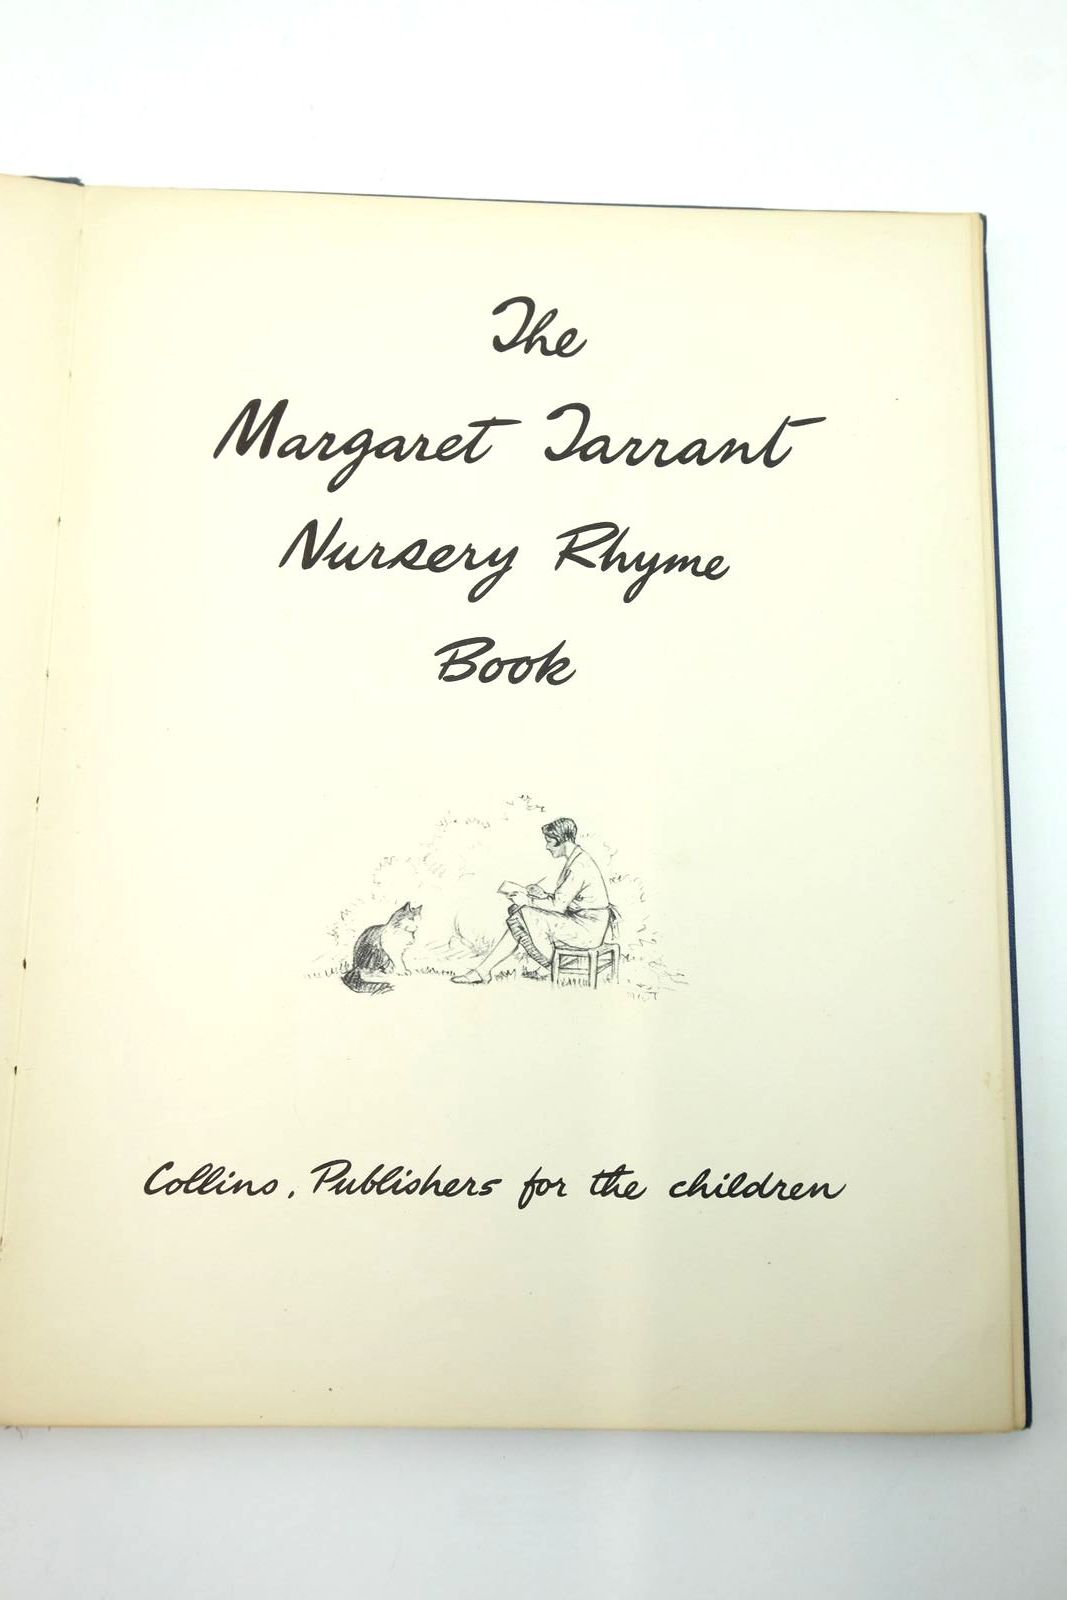 The
Margaret Tarrant
Nursery Rhyme
Book
Collins, Publishers for the children